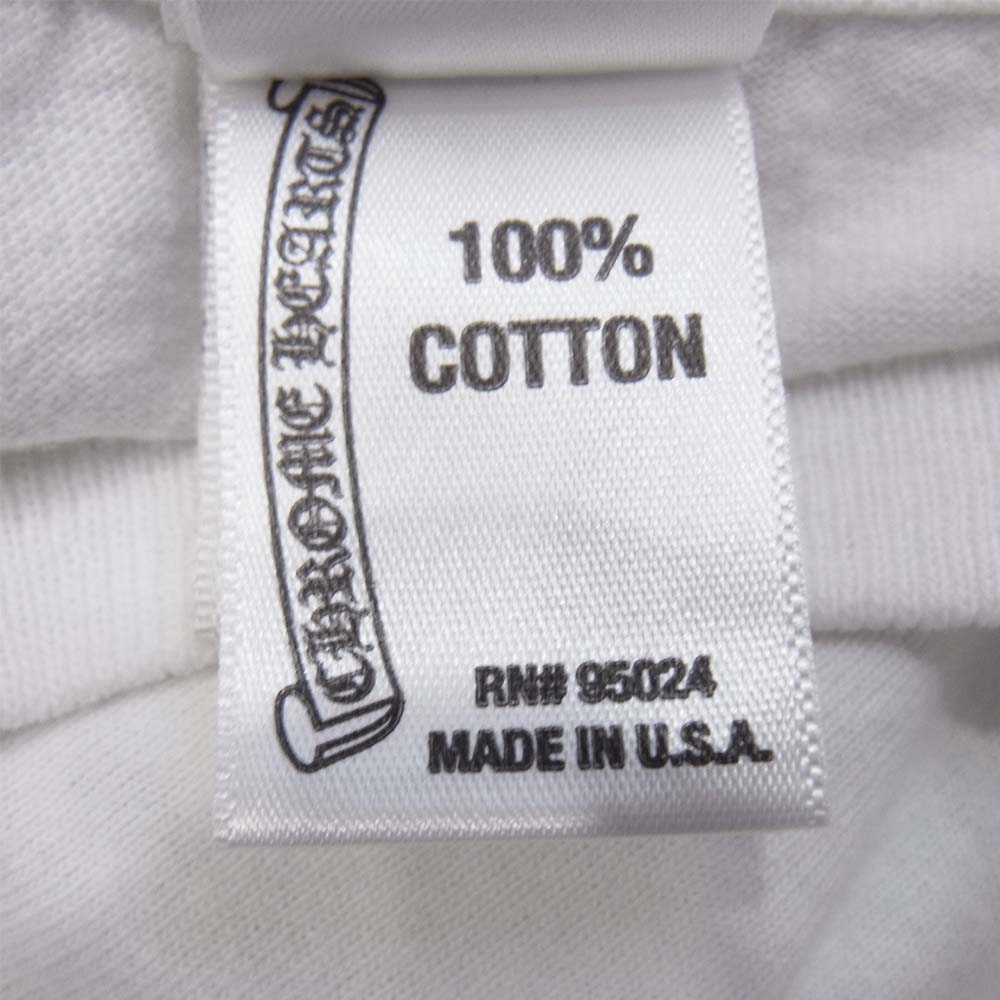 CHROME HEARTS
100%
COTTON
RN# 95024
MADE IN U.S.A.